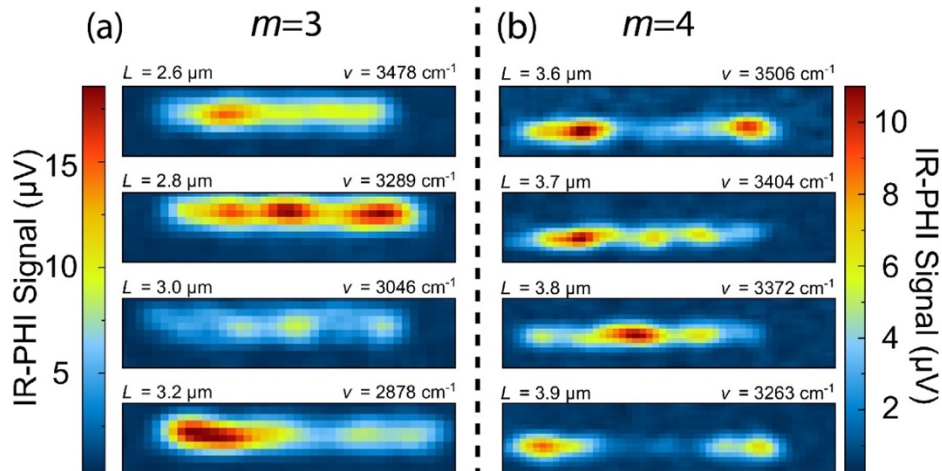 (a) m=3
L = 2.6 µm ν = 3478 cm⁻¹
L = 2.8 µm ν = 3289 cm⁻¹
L = 3.0 µm ν = 3046 cm⁻¹
L = 3.2 µm ν = 2878 cm⁻¹
15
10
5
IR-PHI Signal (µV)
(b) m=4
L = 3.6 µm ν = 3506 cm⁻¹
L = 3.7 µm ν = 3404 cm⁻¹
L = 3.8 µm ν = 3372 cm⁻¹
L = 3.9 µm ν = 3263 cm⁻¹
10
8
6
4
2
IR-PHI Signal (µV)